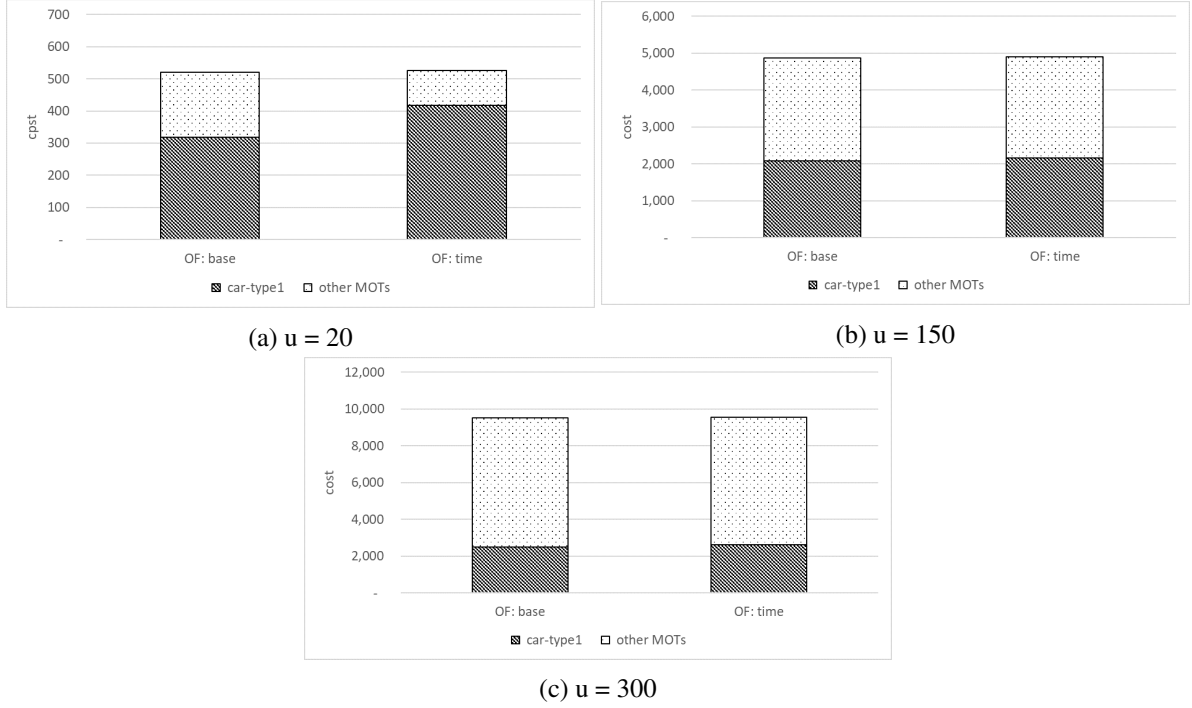 700
600
500
400
300
200
100
-
cpst
OF: base OF: time
car-type1 other MOTs
(a) u = 20
6,000
5,000
4,000
3,000
2,000
1,000
-
cost
OF: base OF: time
car-type1 other MOTs
(b) u = 150
12,000
10,000
8,000
6,000
4,000
2,000
-
cost
OF: base OF: time
car-type1 other MOTs
(c) u = 300